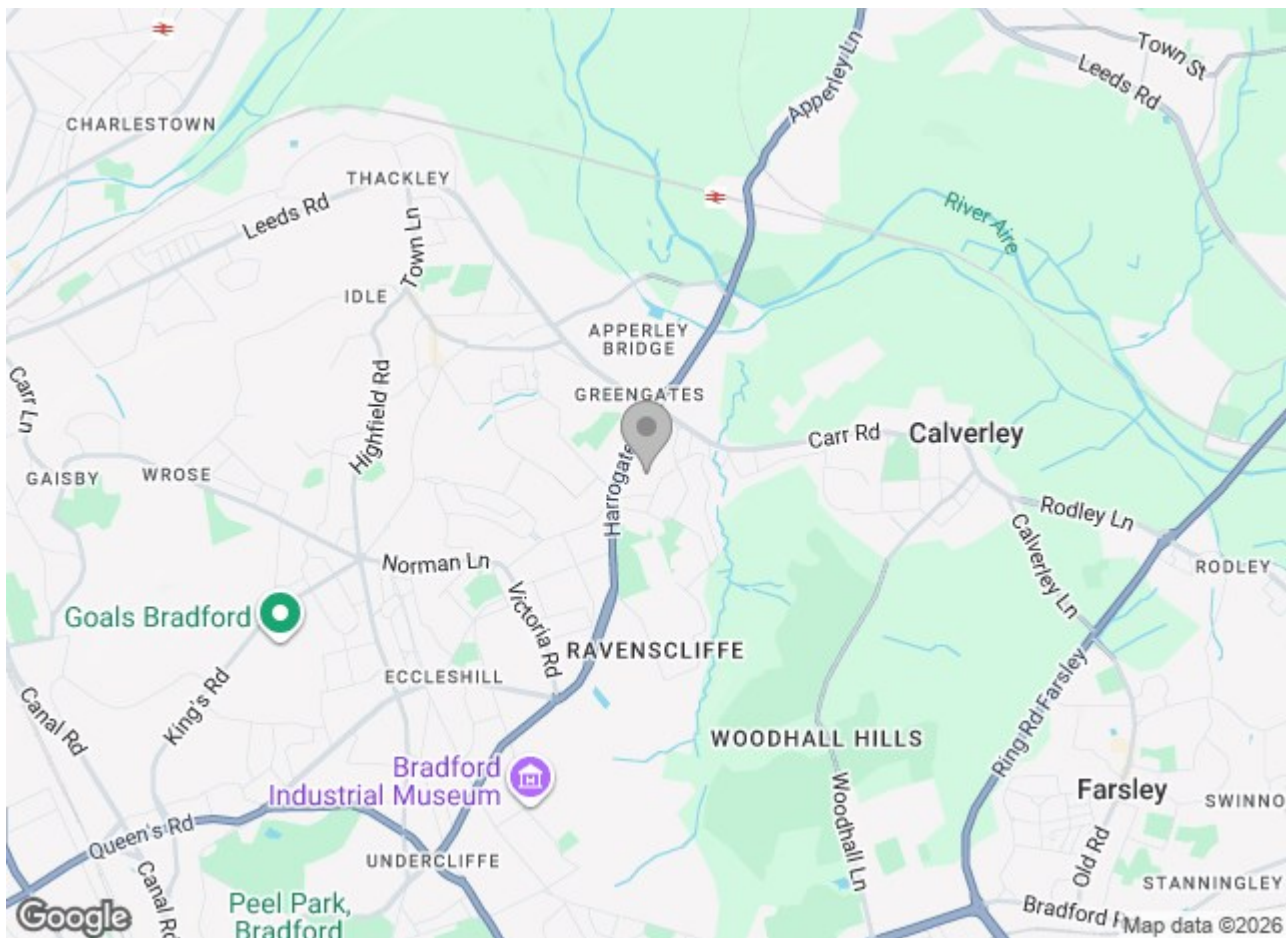 Town St
Leeds Rd
Apperley Ln
CHARLESTOWN
THACKLEY
Leeds Rd
Town Ln
River Aire
IDLE
APPERLEY
BRIDGE
Carr Ln
Highfield Rd
GREENGATES
Carr Rd
Calverley
Harrogate
GAISBY
WROSE
Rodley Ln
Calverley Ln
RODLEY
Norman Ln
Victoria Rd
Goals Bradford
RAVENSCLIFFE
ECCLESHILL
King's Rd
Canal Rd
Ring Rd Farsley
WOODHALL HILLS
Bradford
Industrial Museum
Woodhall Ln
Farsley
SWINNO
Queen's Rd
Old Rd
UNDERCLIFFE
Canal Rd
STANNINGLEY
Peel Park,
Bradford
Bradford
Google
Map data ©2026